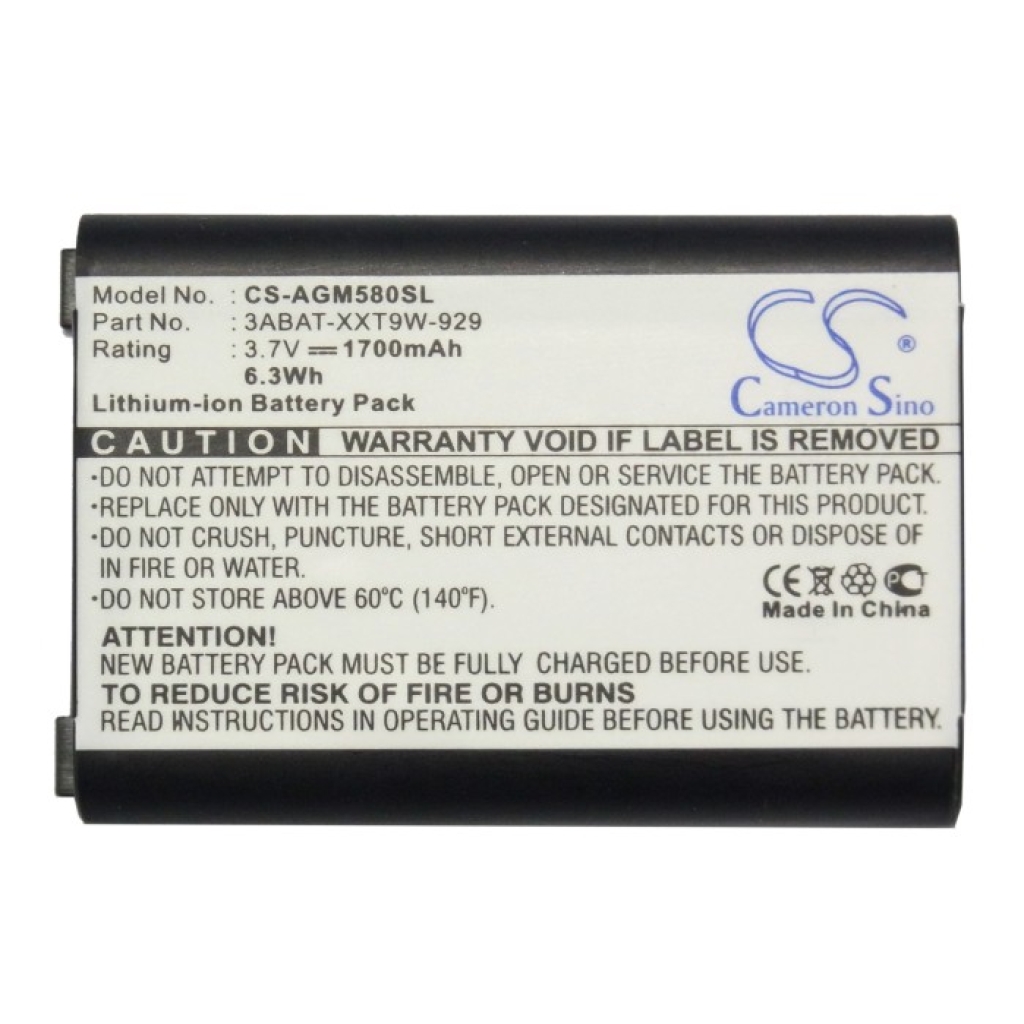 Model No. : CS-AGM580SL
Part No. : 3ABAT-XXT9W-929
Rating : 3.7V ⎓ 1700mAh
6.3Wh
Lithium-ion Battery Pack
CS ®
Cameron Sino
CAUTION WARRANTY VOID IF LABEL IS REMOVED
·DO NOT ATTEMPT TO DISASSEMBLE, OPEN OR SERVICE THE BATTERY PACK.
·REPLACE ONLY WITH THE BATTERY PACK DESIGNATED FOR THIS PRODUCT.
·DO NOT CRUSH, PUNCTURE, SHORT EXTERNAL CONTACTS OR DISPOSE OF
IN FIRE OR WATER.
·DO NOT STORE ABOVE 60°C (140°F).
CE PCT
Made In China
ATTENTION!
NEW BATTERY PACK MUST BE FULLY CHARGED BEFORE USE.
TO REDUCE RISK OF FIRE OR BURNS
READ INSTRUCTIONS IN OPERATING GUIDE BEFORE USING THE BATTERY.